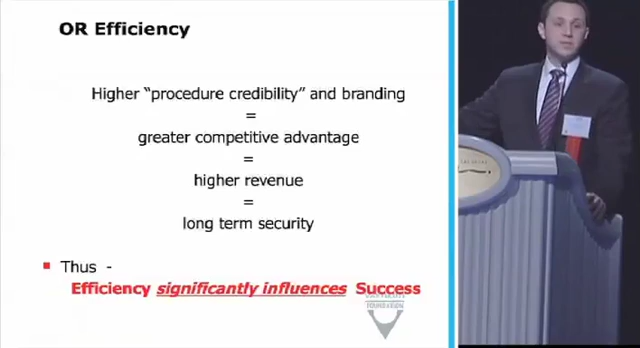 OR Efficiency
Higher “procedure credibility” and branding
=
greater competitive advantage
=
higher revenue
=
long term security
Thus -
Efficiency significantly influences Success
FOUNDATION